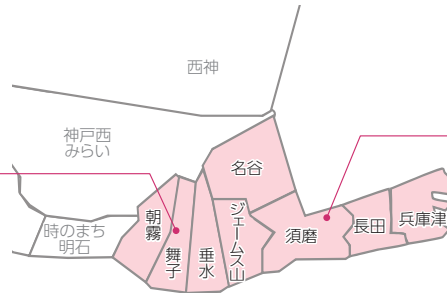 西神
神戸西
みらい
名谷
時のまち
明石
朝霧
舞子
垂水
ジェームス山
須磨
長田
兵庫津